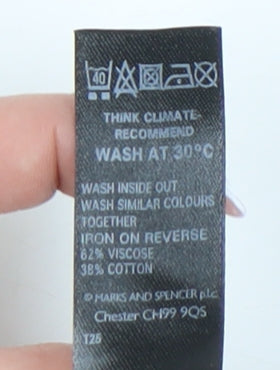 40
THINK CLIMATE-
RECOMMEND
WASH AT 30°C
WASH INSIDE OUT
WASH SIMILAR COLOURS
TOGETHER
IRON ON REVERSE
62% VISCOSE
38% COTTON
© MARKS AND SPENCER p.l.c.
Chester CH99 9QS
T25